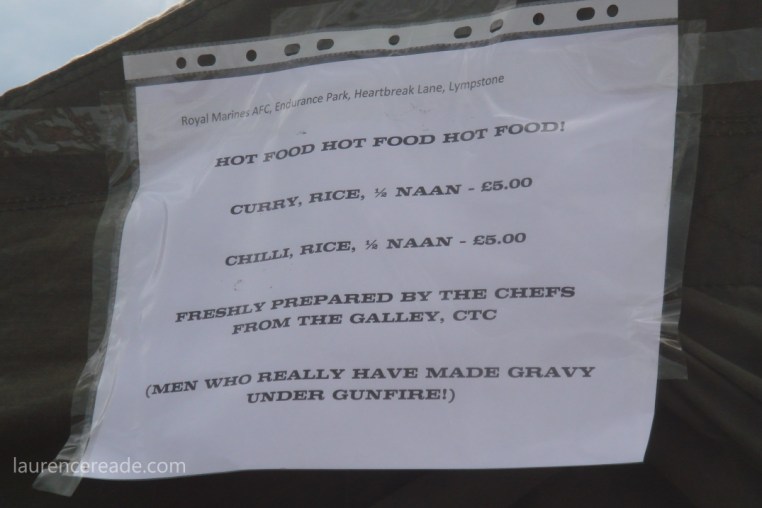 Royal Marines AFC, Endurance Park, Heartbreak Lane, Lympstone
HOT FOOD HOT FOOD HOT FOOD!
CURRY, RICE, ½ NAAN - £5.00
CHILLI, RICE, ½ NAAN - £5.00
FRESHLY PREPARED BY THE CHEFS
FROM THE GALLEY, CTC
(MEN WHO REALLY HAVE MADE GRAVY
UNDER GUNFIRE!)
laurencereade.com